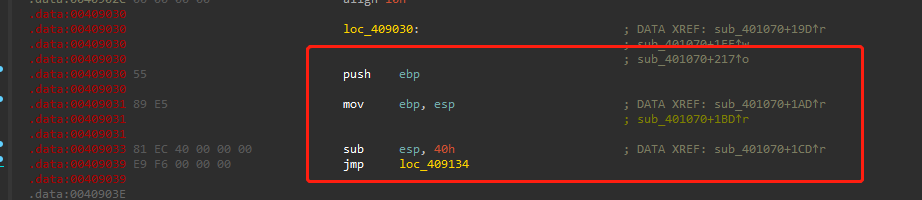 .data:0040902C 00 00 00 00 align 10h
.data:00409030
.data:00409030 loc_409030: ; DATA XREF: sub_401070+19D↑r
.data:00409030 ; sub_401070+1EF↑w
.data:00409030 ; sub_401070+217↑o
.data:00409030 55 push ebp
.data:00409030
.data:00409031 89 E5 mov ebp, esp ; DATA XREF: sub_401070+1AD↑r
.data:00409031 ; sub_401070+1BD↑r
.data:00409031
.data:00409033 81 EC 40 00 00 00 sub esp, 40h ; DATA XREF: sub_401070+1CD↑r
.data:00409039 E9 F6 00 00 00 jmp loc_409134
.data:00409039
.data:0040903E